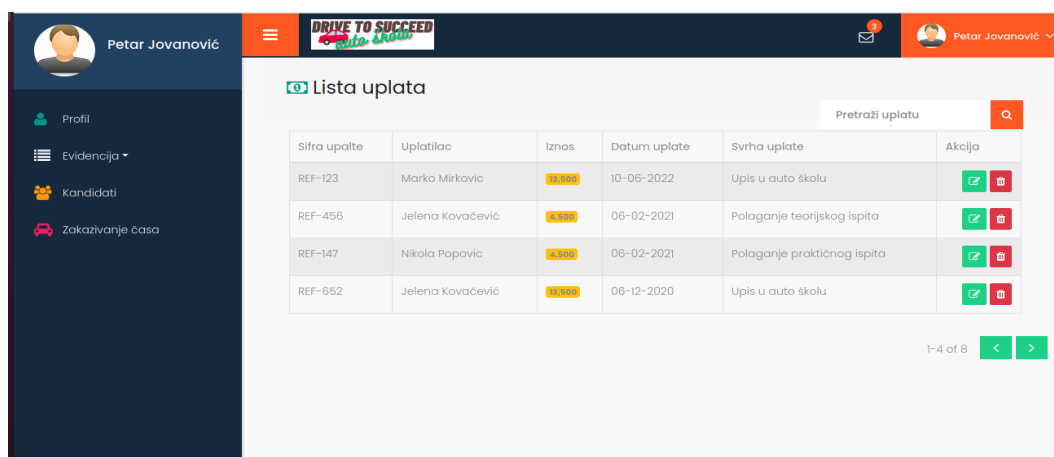 Petar Jovanović
DRIVE TO SUCCEED
auto škola
3
Petar Jovanović
Profil
Evidencija
Kandidati
Zakazivanje časa
Lista uplata
Pretraži uplatu
Sifra upalte Uplatilac Iznos Datum uplate Svrha uplate Akcija
REF-123 Marko Mirkovic 13,500 10-06-2022 Upis u auto školu
REF-456 Jelena Kovačević 4,500 06-02-2021 Polaganje teorijskog ispita
REF-147 Nikola Popovic 4,500 06-02-2021 Polaganje praktičnog ispita
REF-652 Jelena Kovačević 13,500 06-12-2020 Upis u auto školu
1-4 of 8